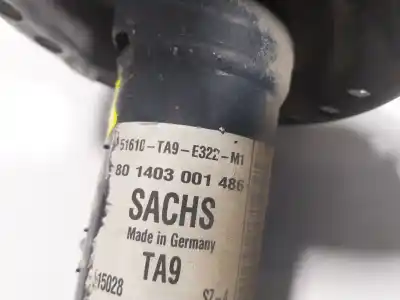 51610-TA9-E322-M1
80 1403 001 486
SACHS
Made in Germany
TA9
15028